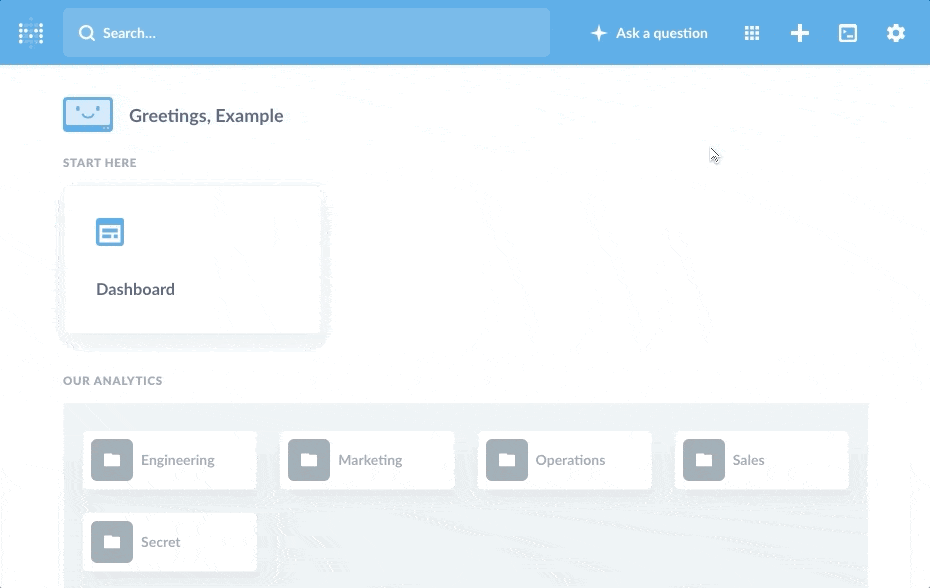 Search...
Ask a question
Greetings, Example
START HERE
Dashboard
OUR ANALYTICS
Engineering
Marketing
Operations
Sales
Secret